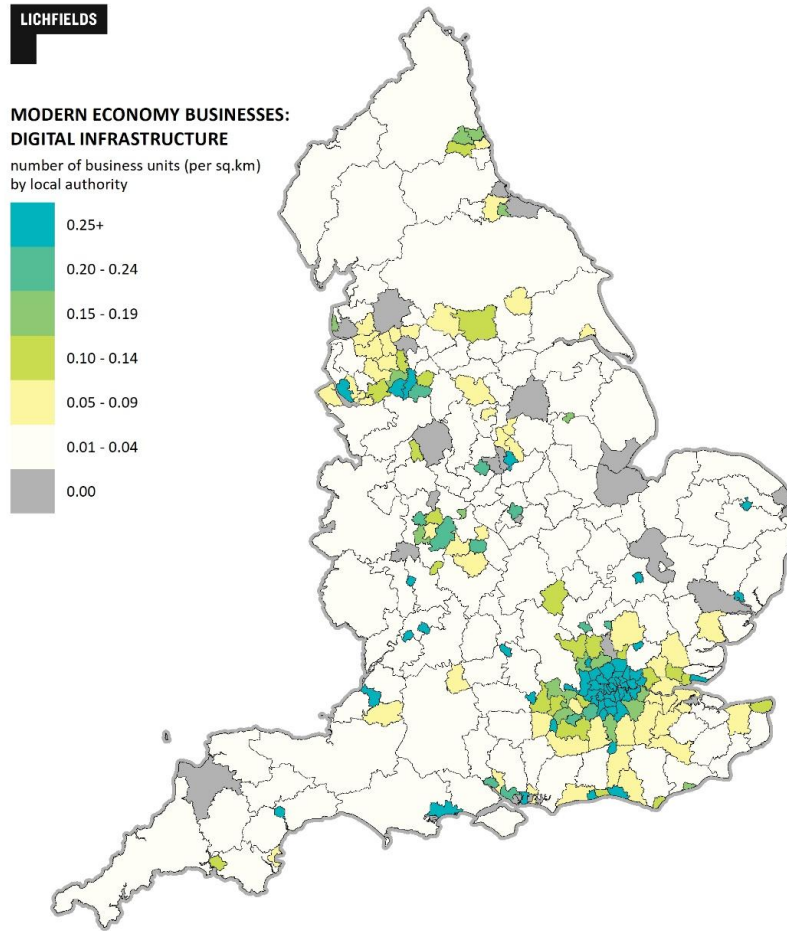 LICHFIELDS
MODERN ECONOMY BUSINESSES:
DIGITAL INFRASTRUCTURE
number of business units (per sq.km)
by local authority
0.25+
0.20 - 0.24
0.15 - 0.19
0.10 - 0.14
0.05 - 0.09
0.01 - 0.04
0.00